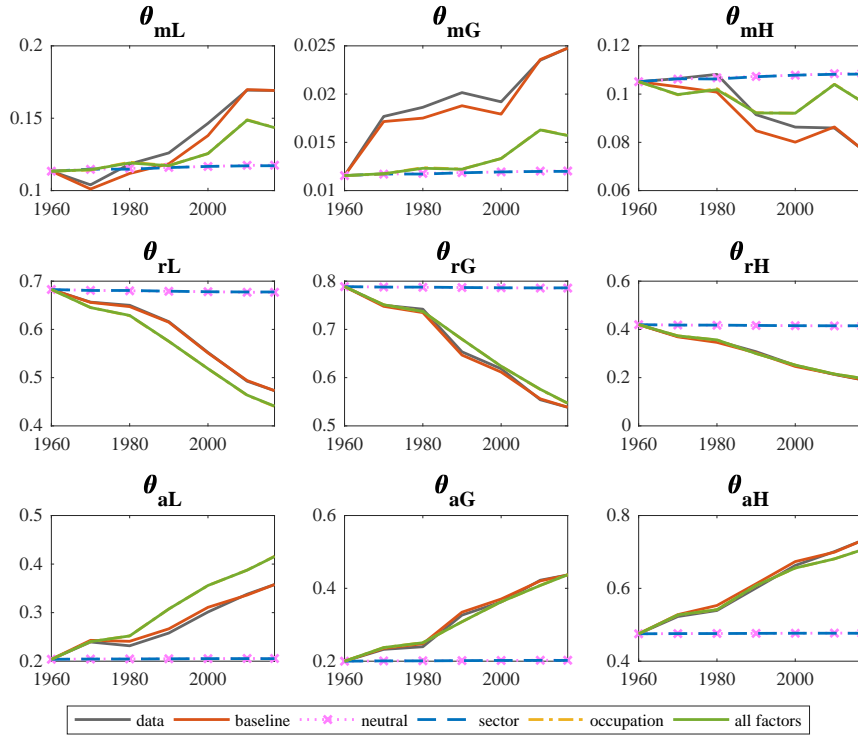 θmL θmG θmH
0.2 0.025 0.12
0.15 0.02 0.1
0.015 0.08
0.1 0.01 0.06
1960 1980 2000 1960 1980 2000 1960 1980 2000
θrL θrG θrH
0.7 0.8 0.6
0.6 0.7 0.4
0.5 0.6 0.2
0.4 0.5 0
1960 1980 2000 1960 1980 2000 1960 1980 2000
θaL θaG θaH
0.5 0.6 0.8
0.4
0.4 0.6
0.3
0.2 0.2 0.4
1960 1980 2000 1960 1980 2000 1960 1980 2000
data baseline neutral sector occupation all factors